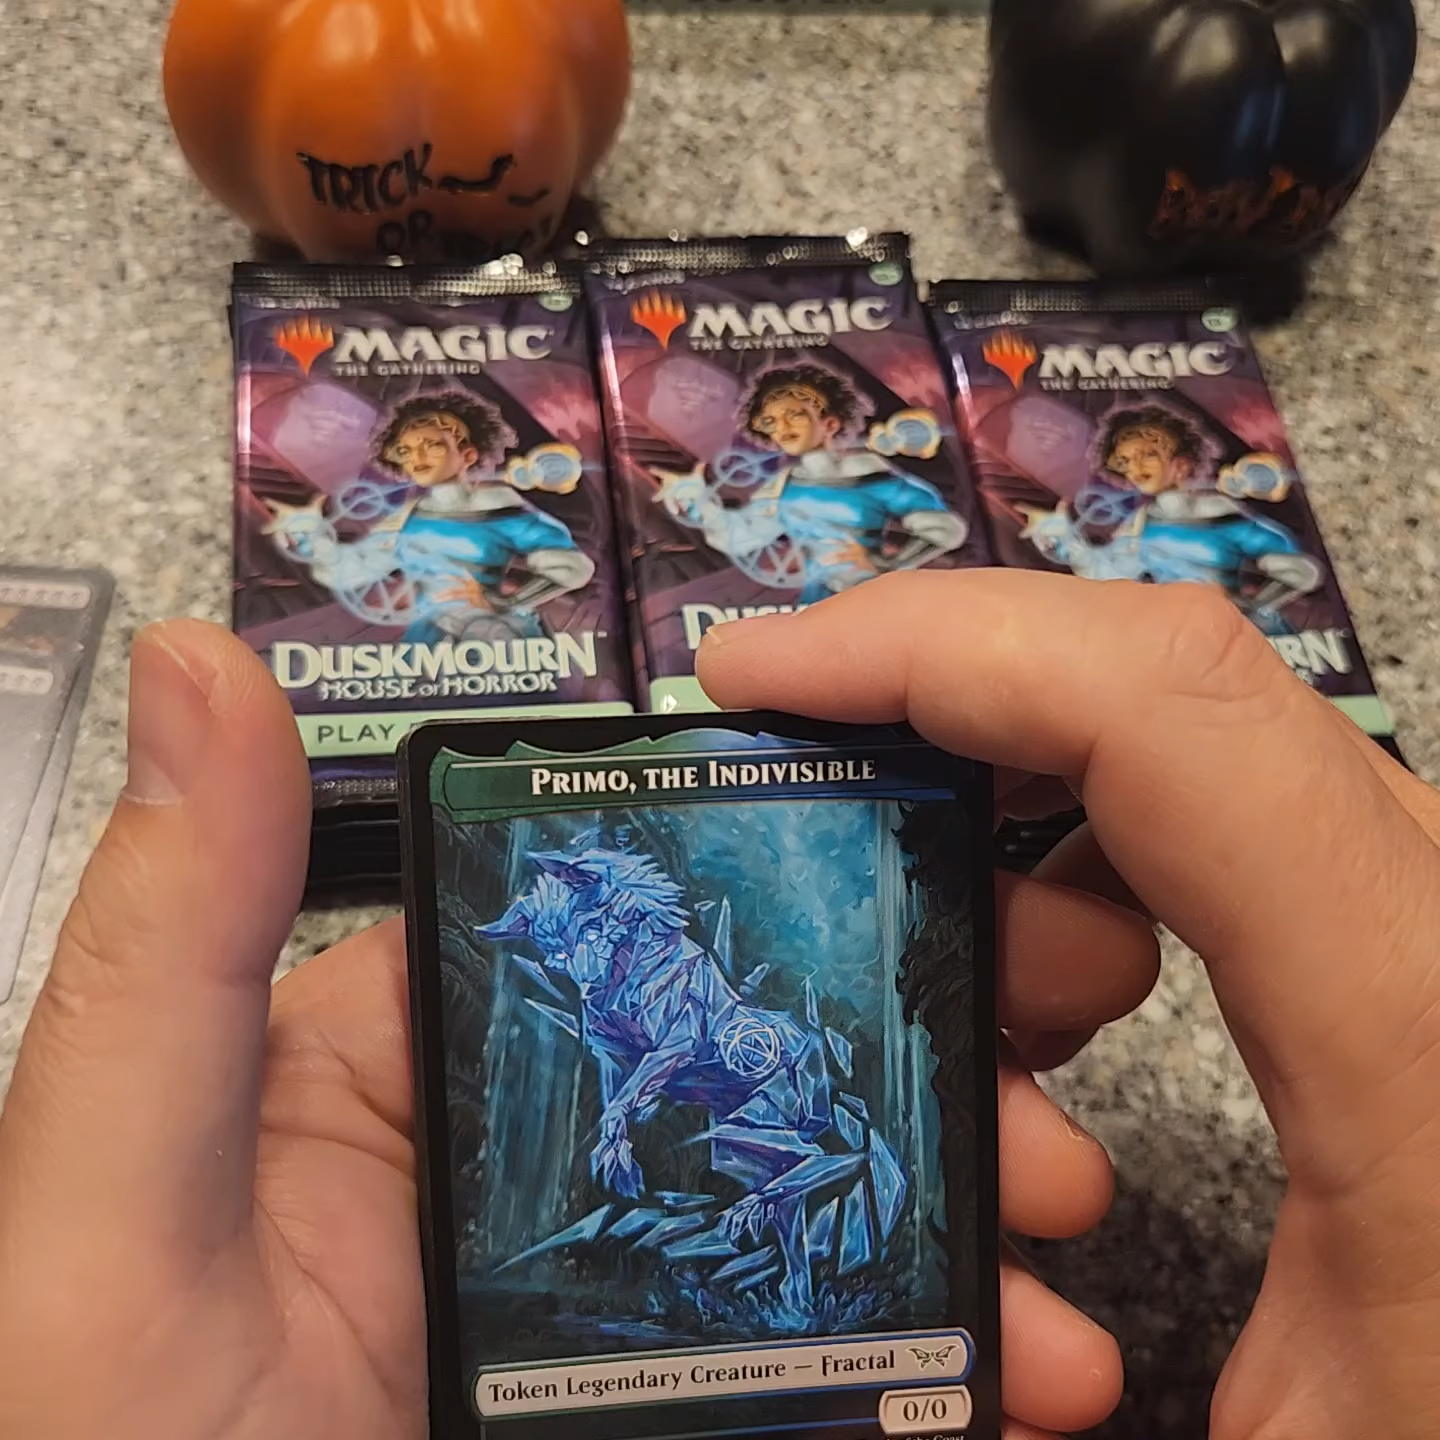 TRICK
OR
MAGIC
THE GATHERING
MAGIC
THE GATHERING
MAGIC
THE GATHERING
DUSKMOURN
HOUSE OF HORROR
PLAY
PRIMO, THE INDIVISIBLE
Token Legendary Creature — Fractal
0/0